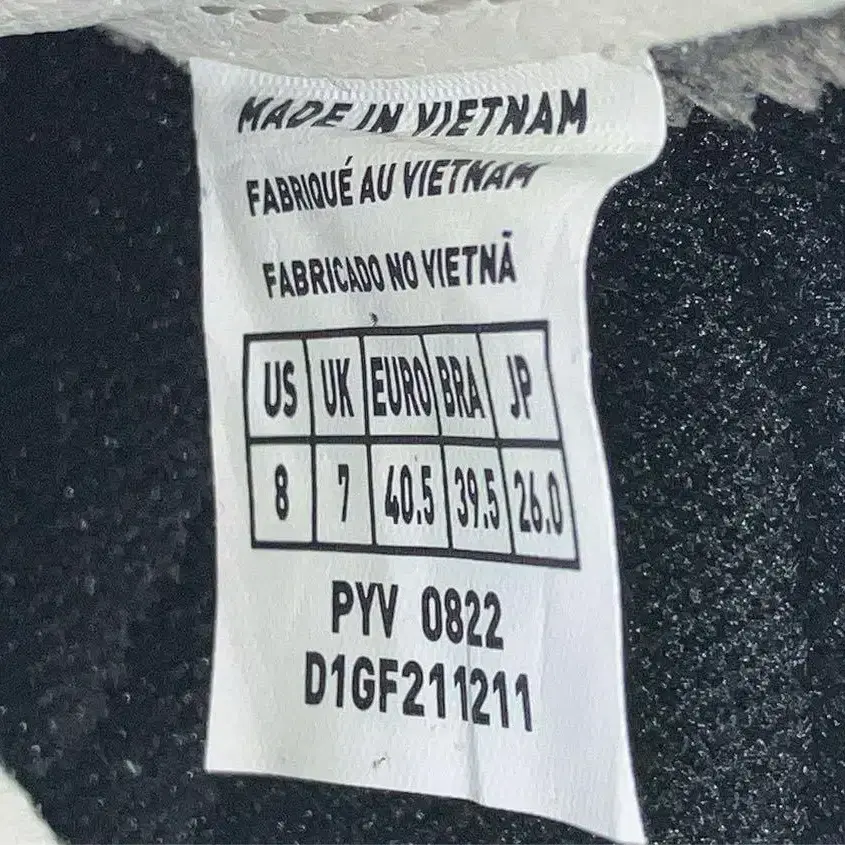 MADE IN VIETNAM
FABRIQUÉ AU VIETNAM
FABRICADO NO VIETNÃ
US UK EURO BRA JP
8 7 40.5 39.5 26.0
PYV 0822
D1GF211211